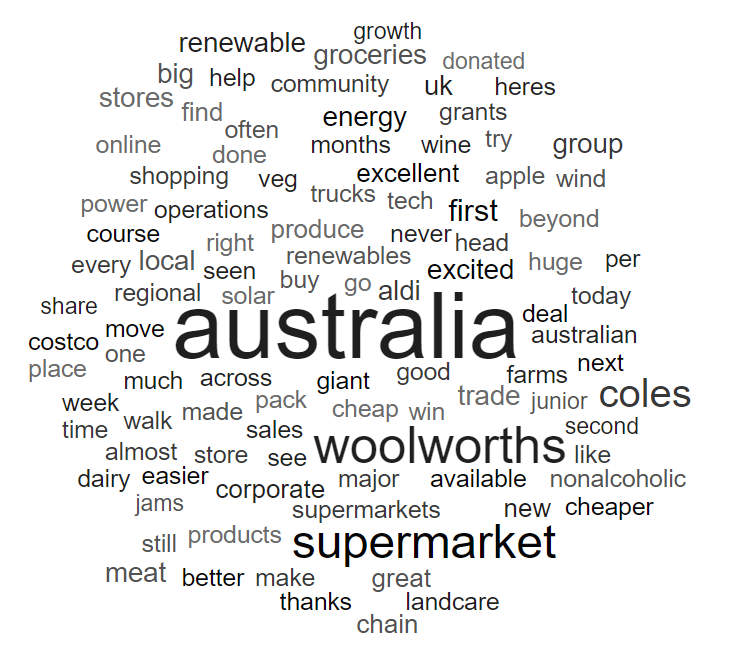 growth
renewable groceries donated
big help community uk heres
stores find energy grants
online often months wine try group
done
shopping veg excellent apple wind
power operations trucks tech first beyond
course right produce never head
every local seen renewables excited huge per
regional solar buy go aldi today
share australia deal
costco move australian
place one much across giant good farms next
week made pack cheap win trade junior coles
time walk sales woolworths second
almost store see like
dairy easier corporate major available nonalcoholic
jams supermarkets new cheaper
still products supermarket
meat better make great
thanks landcare
chain